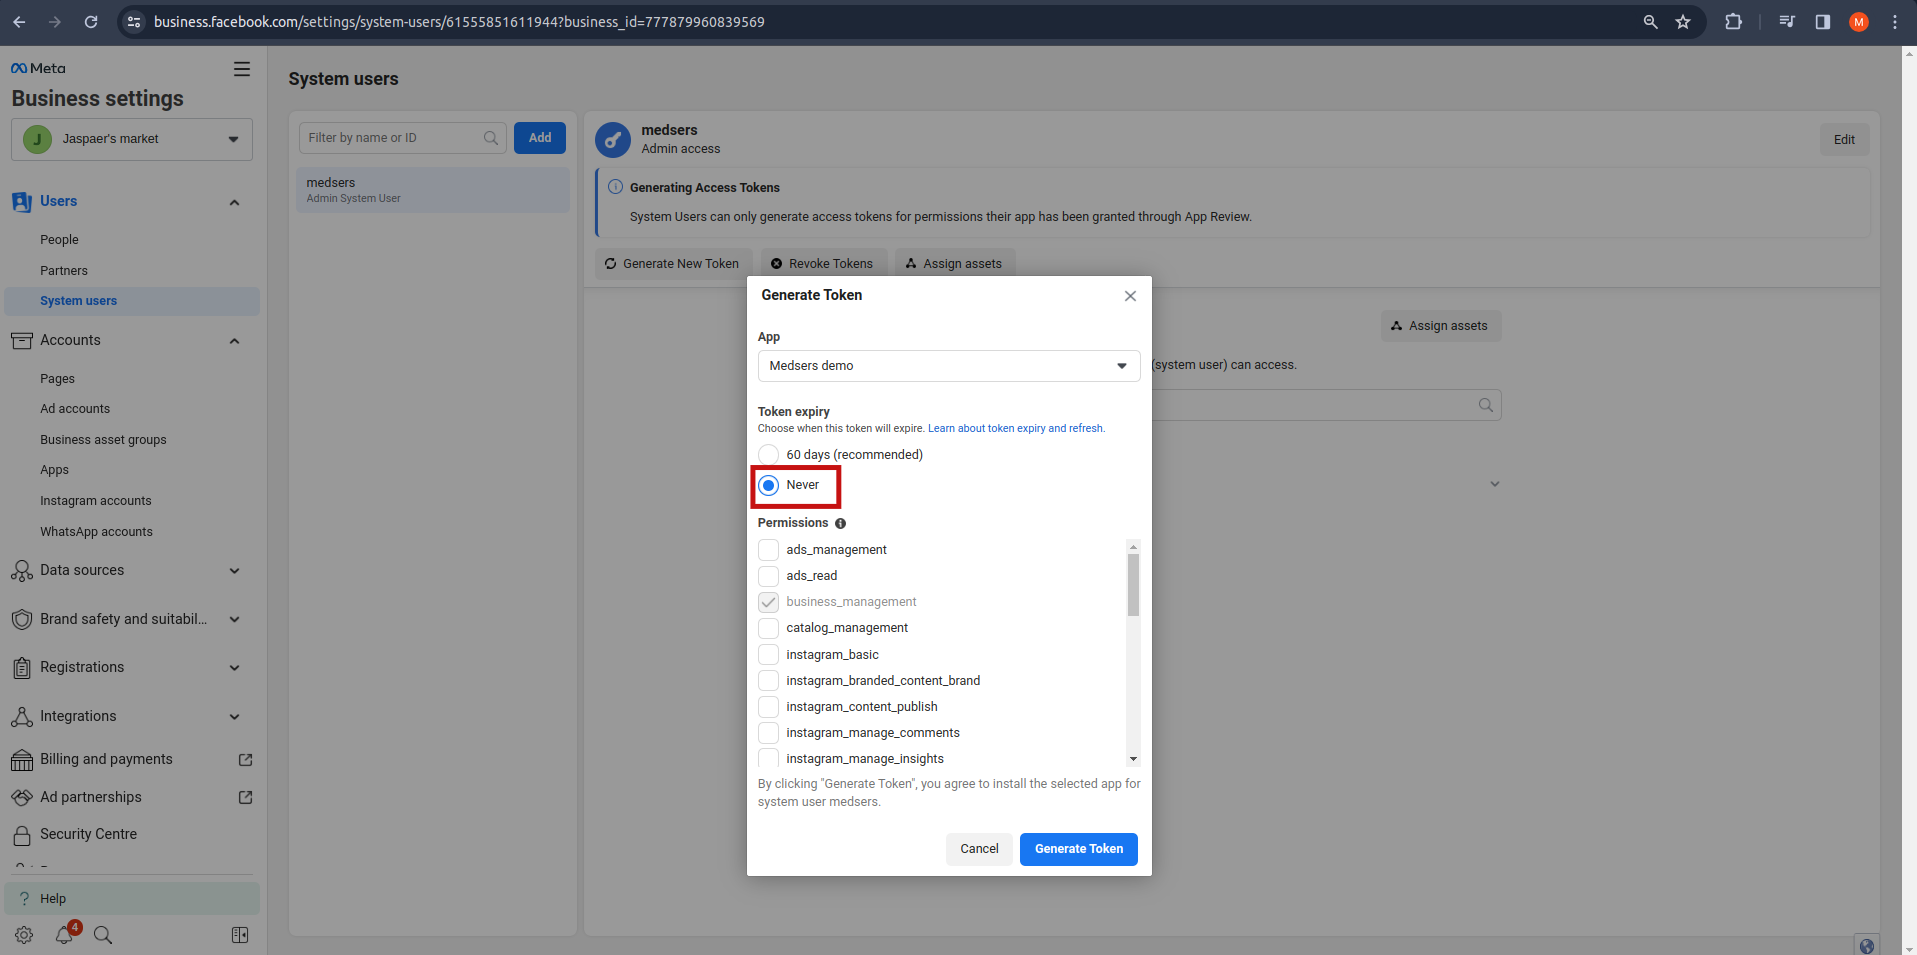 business.facebook.com/settings/system-users/61555851611944?business_id=777879960839569
M
Meta
Business settings
J
Jaspaer's market
Users
People
Partners
System users
Accounts
Pages
Ad accounts
Business asset groups
Apps
Instagram accounts
WhatsApp accounts
Data sources
Brand safety and suitabil...
Registrations
Integrations
Billing and payments
Ad partnerships
Security Centre
? Help
4
System users
Filter by name or ID
Add
medsers
Admin System User
medsers
Admin access
Edit
Generating Access Tokens
System Users can only generate access tokens for permissions their app has been granted through App Review.
Generate New Token
Revoke Tokens
Assign assets
Assign assets
(system user) can access.
Generate Token
App
Medsers demo
Token expiry
Choose when this token will expire. Learn about token expiry and refresh.
60 days (recommended)
Never
Permissions
ads_management
ads_read
business_management
catalog_management
instagram_basic
instagram_branded_content_brand
instagram_content_publish
instagram_manage_comments
instagram_manage_insights
By clicking "Generate Token", you agree to install the selected app for
system user medsers.
Cancel
Generate Token